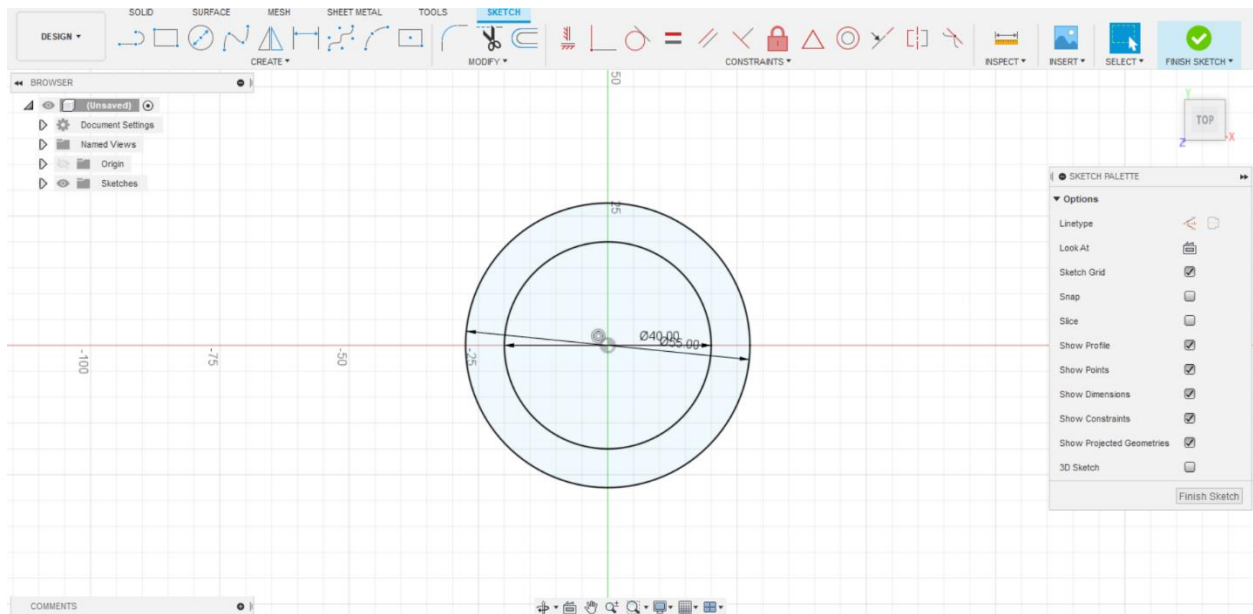 SOLID SURFACE MESH SHEET METAL TOOLS SKETCH
DESIGN
CREATE MODIFY CONSTRAINTS INSPECT INSERT SELECT FINISH SKETCH
BROWSER
(Unsaved)
Document Settings
Named Views
Origin
Sketches
50
25
-100
-75
-50
-25
Ø40.00
Ø55.00
Y
TOP
X
Z
SKETCH PALETTE
Options
Linetype
Look At
Sketch Grid
Snap
Slice
Show Profile
Show Points
Show Dimensions
Show Constraints
Show Projected Geometries
3D Sketch
Finish Sketch
COMMENTS